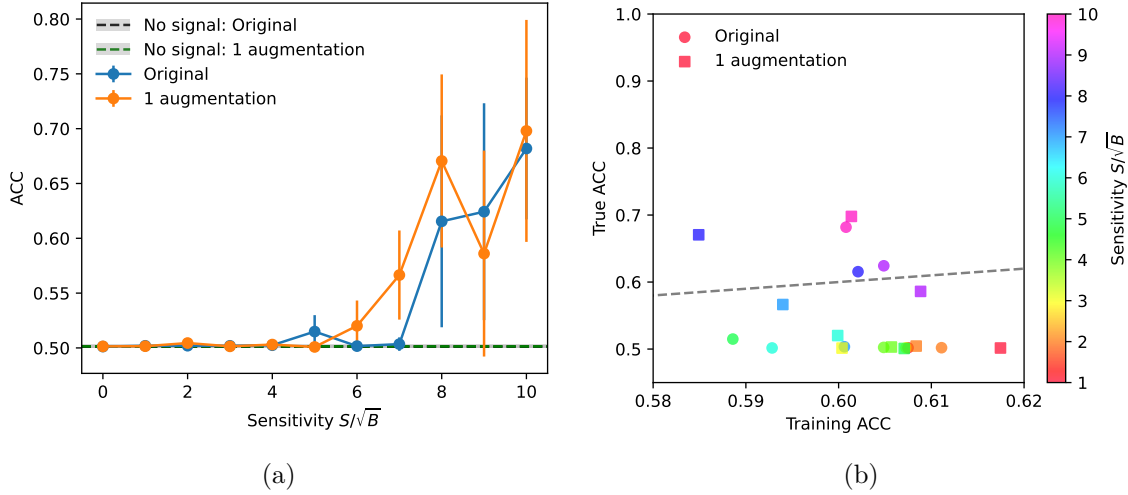 0.80
0.75
0.70
0.65
0.60
0.55
0.50
ACC
No signal: Original
No signal: 1 augmentation
Original
1 augmentation
0 2 4 6 8 10
Sensitivity S/√B
(a)
1.0
0.9
0.8
0.7
0.6
0.5
True ACC
Original
1 augmentation
0.58 0.59 0.60 0.61 0.62
Training ACC
10
9
8
7
6
5
4
3
2
1
Sensitivity S/√B
(b)